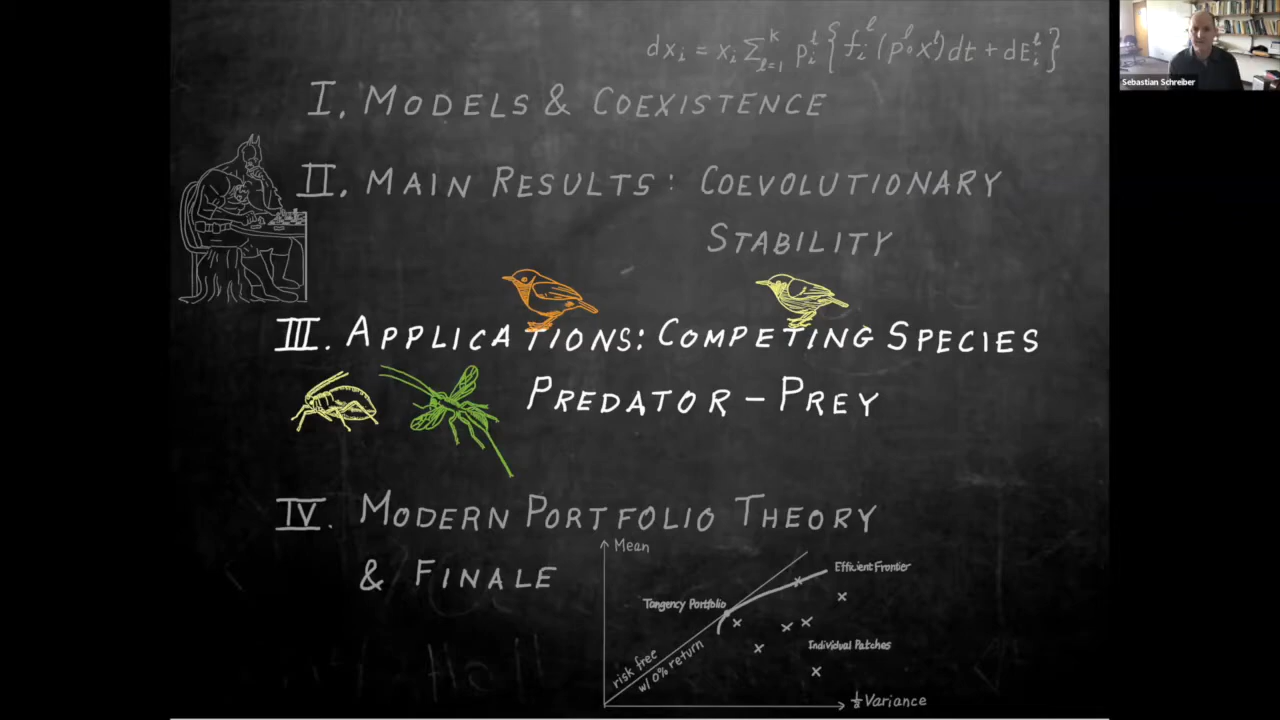 dxᵢ = xᵢ Σₗ₌₁ᵏ pᵢˡ { fᵢˡ (pˡ∘xˡ)dt + dEᵢˡ }
Sebastian Schreiber
I. MODELS & COEXISTENCE
II. MAIN RESULTS: COEVOLUTIONARY
STABILITY
III. APPLICATIONS: COMPETING SPECIES
PREDATOR - PREY
IV. MODERN PORTFOLIO THEORY
& FINALE
Mean
Efficient Frontier
Tangency Portfolio
Individual Patches
risk free
w/ 0% return
½ Variance